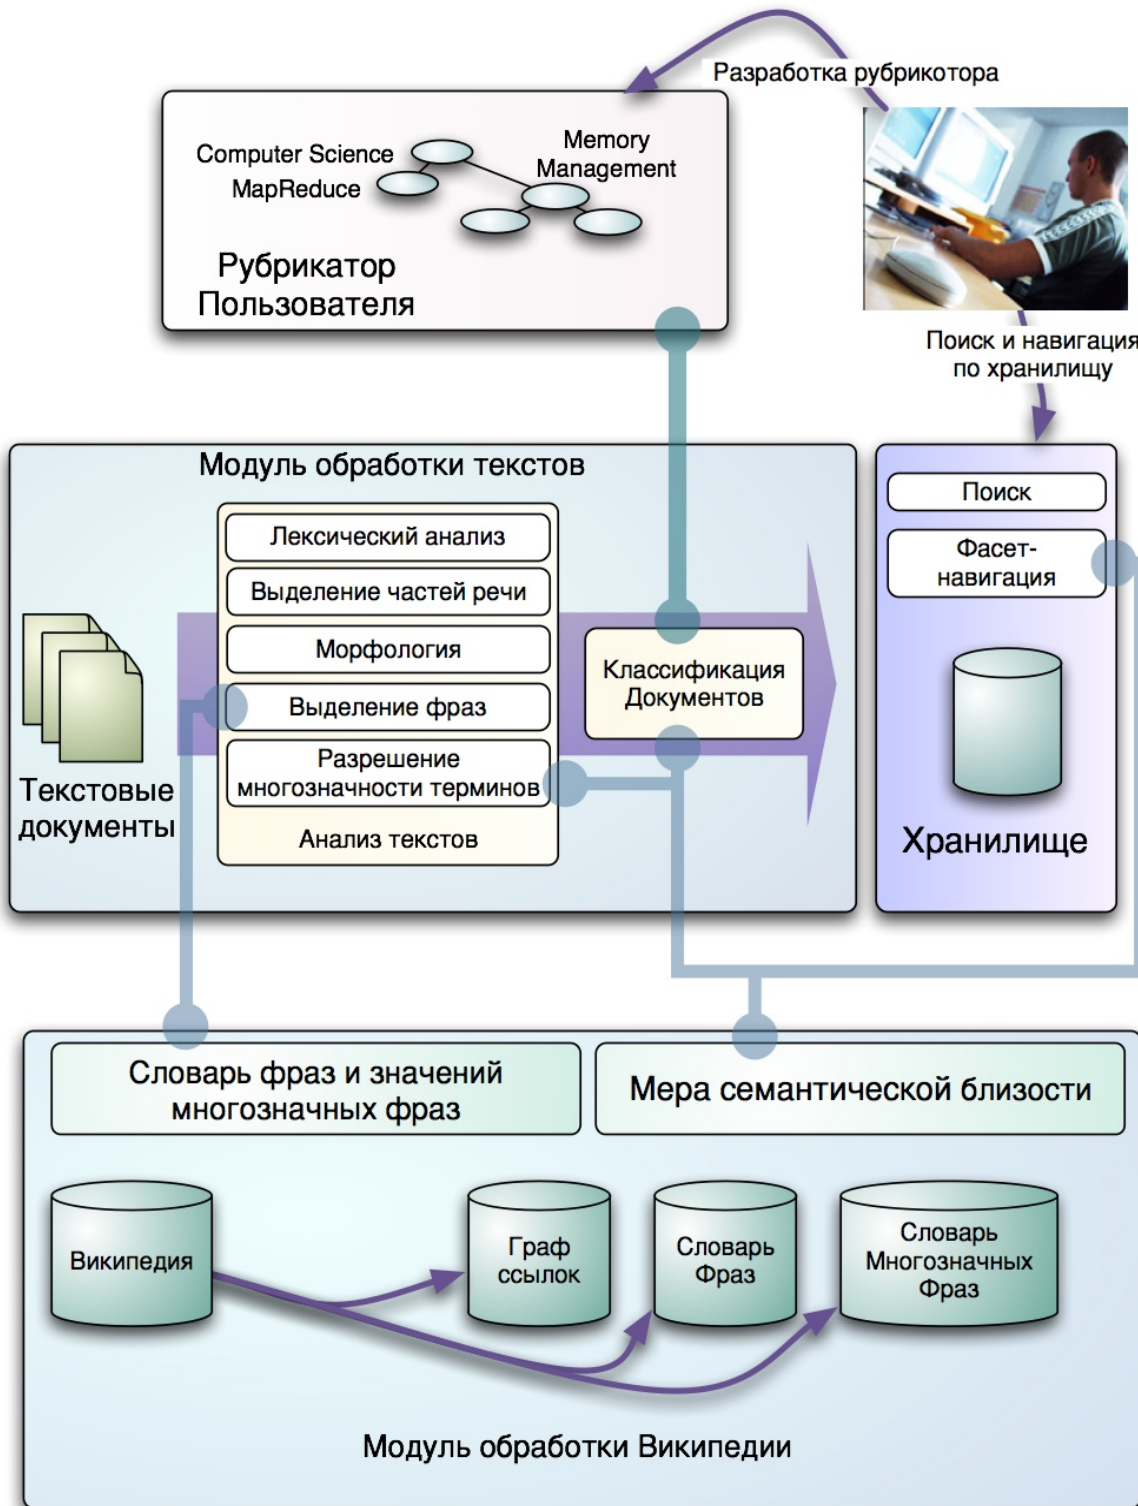 Разработка рубрикотора
Computer Science
MapReduce
Memory
Management
Рубрикатор
Пользователя
Поиск и навигация
по хранилищу
Модуль обработки текстов
Лексический анализ
Выделение частей речи
Морфология
Выделение фраз
Разрешение
многозначности терминов
Анализ текстов
Текстовые
документы
Классификация
Документов
Поиск
Фасет-
навигация
Хранилище
Словарь фраз и значений
многозначных фраз
Мера семантической близости
Википедия
Граф
ссылок
Словарь
Фраз
Словарь
Многозначных
Фраз
Модуль обработки Википедии